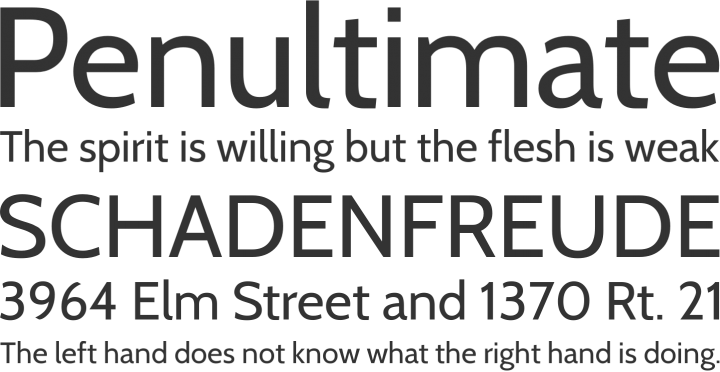 Penultimate
The spirit is willing but the flesh is weak
SCHADENFREUDE
3964 Elm Street and 1370 Rt. 21
The left hand does not know what the right hand is doing.